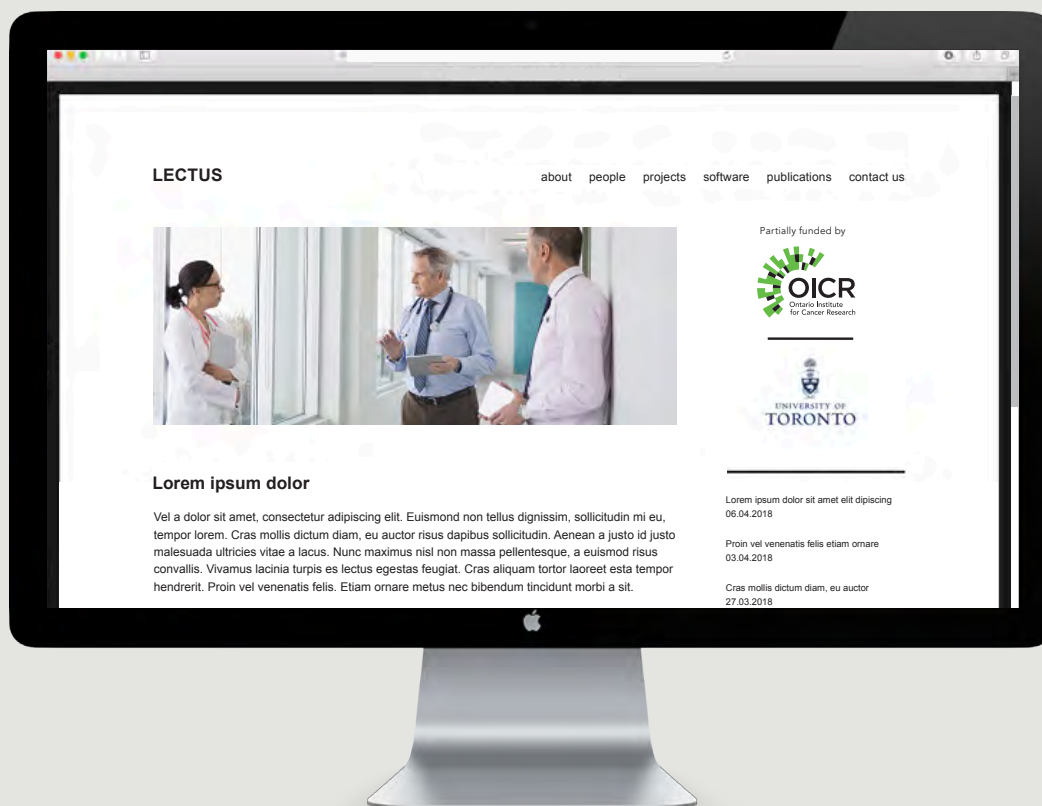 LECTUS
about people projects software publications contact us
Partially funded by
OICR
Ontario Institute
for Cancer Research
UNIVERSITY OF
TORONTO
Lorem ipsum dolor
Vel a dolor sit amet, consectetur adipiscing elit. Euismond non tellus dignissim, sollicitudin mi eu,
tempor lorem. Cras mollis dictum diam, eu auctor risus dapibus sollicitudin. Aenean a justo id justo
malesuada ultricies vitae a lacus. Nunc maximus nisl non massa pellentesque, a euismod risus
convallis. Vivamus lacinia turpis es lectus egestas feugiat. Cras aliquam tortor laoreet esta tempor
hendrerit. Proin vel venenatis felis. Etiam ornare metus nec bibendum tincidunt morbi a sit.
Lorem ipsum dolor sit amet elit dipiscing
06.04.2018
Proin vel venenatis felis etiam ornare
03.04.2018
Cras mollis dictum diam, eu auctor
27.03.2018